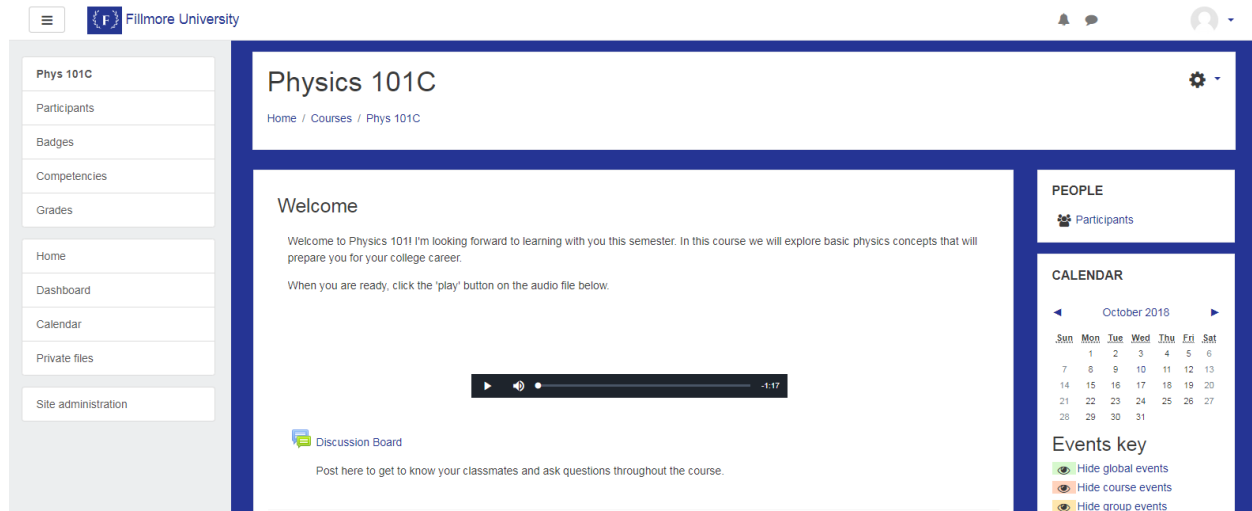 F Fillmore University
Phys 101C
Participants
Badges
Competencies
Grades
Home
Dashboard
Calendar
Private files
Site administration
Physics 101C
Home / Courses / Phys 101C
Welcome
Welcome to Physics 101! I'm looking forward to learning with you this semester. In this course we will explore basic physics concepts that will
prepare you for your college career.
When you are ready, click the 'play' button on the audio file below.
-1:17
Discussion Board
Post here to get to know your classmates and ask questions throughout the course.
PEOPLE
Participants
CALENDAR
◄ October 2018 ►
Sun Mon Tue Wed Thu Fri Sat
1 2 3 4 5 6
7 8 9 10 11 12 13
14 15 16 17 18 19 20
21 22 23 24 25 26 27
28 29 30 31
Events key
Hide global events
Hide course events
Hide group events